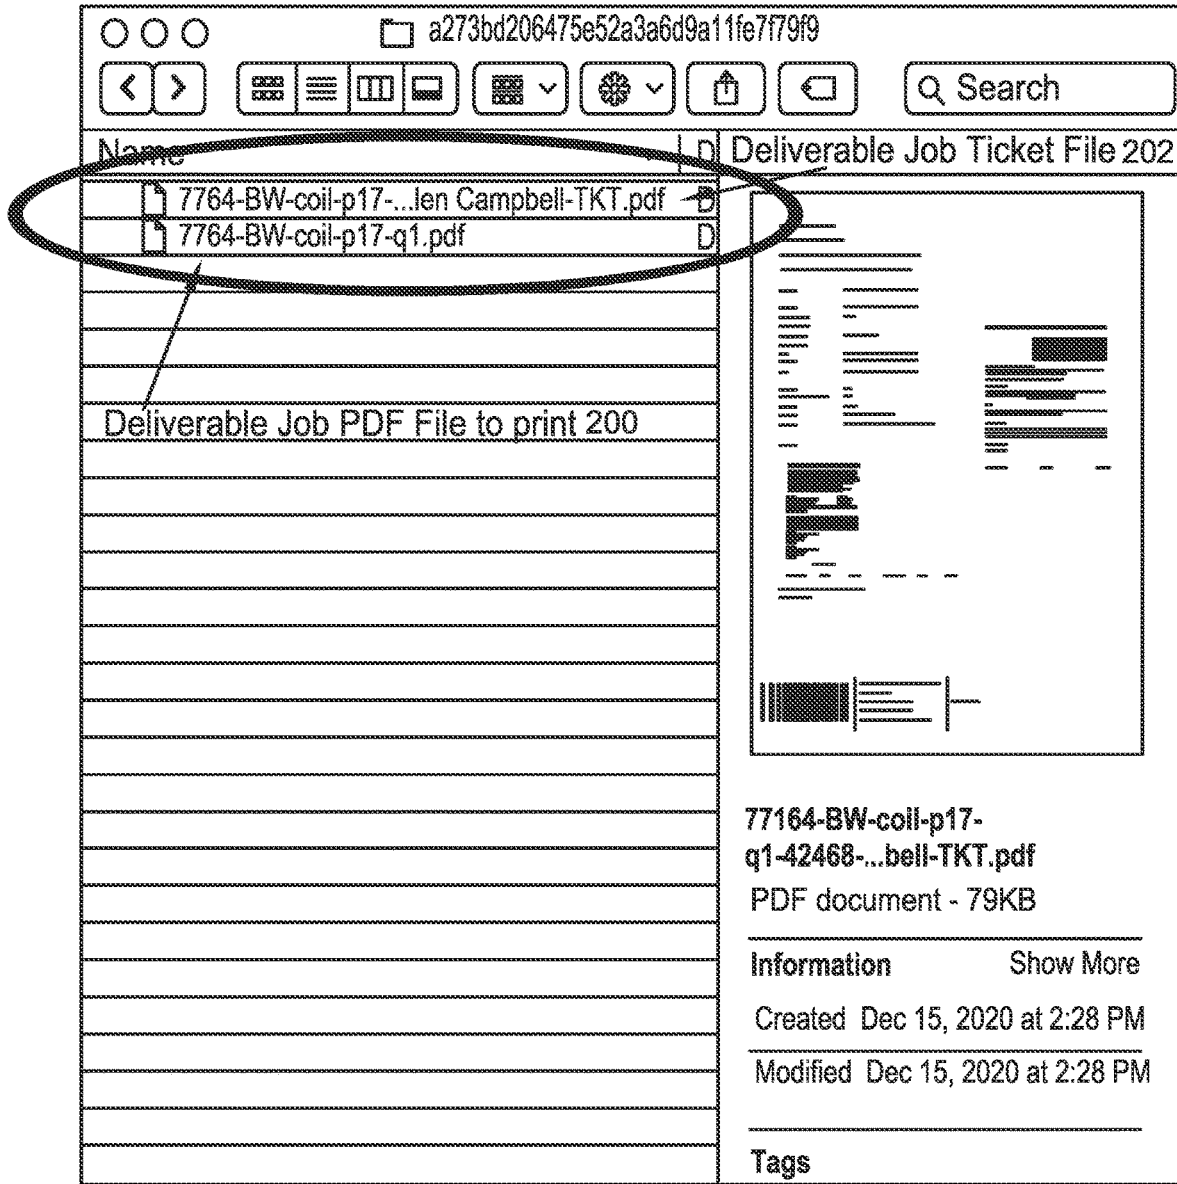 a273bd206475e52a3a6d9a11fe7f79f9
Search
Name D
Deliverable Job Ticket File 202
7764-BW-coil-p17-...len Campbell-TKT.pdf D
7764-BW-coil-p17-q1.pdf D
Deliverable Job PDF File to print 200
77164-BW-coil-p17-
q1-42468-...bell-TKT.pdf
PDF document - 79KB
Information Show More
Created Dec 15, 2020 at 2:28 PM
Modified Dec 15, 2020 at 2:28 PM
Tags